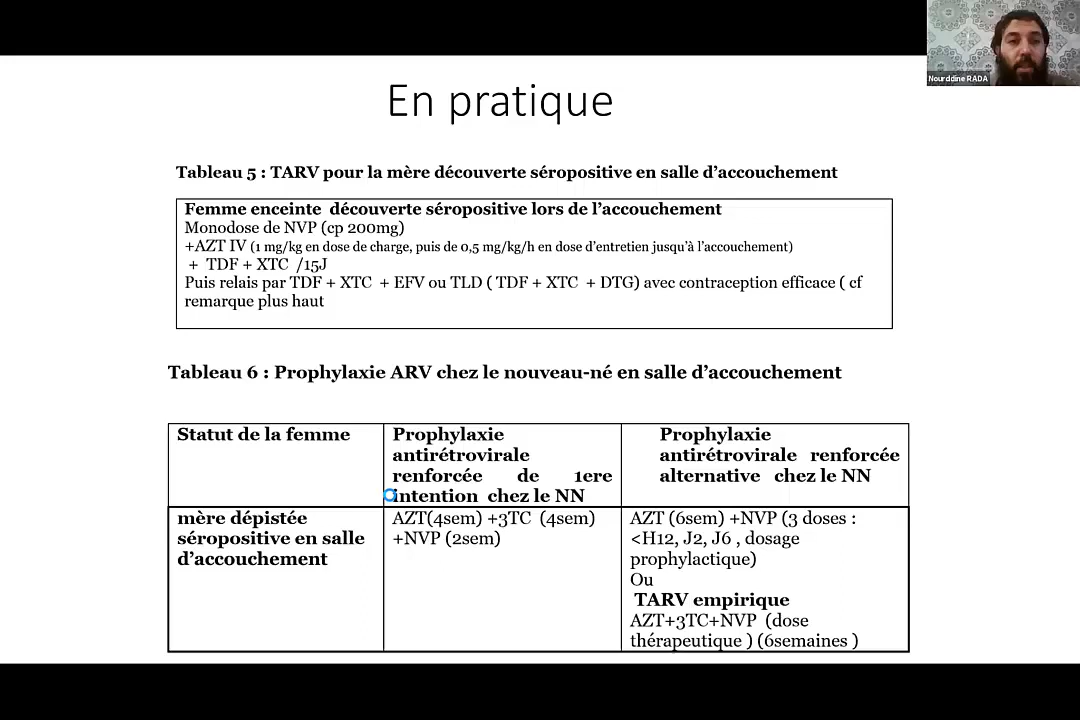 Nourddine RADA
En pratique
Tableau 5 : TARV pour la mère découverte séropositive en salle d'accouchement
Femme enceinte découverte séropositive lors de l'accouchement
Monodose de NVP (cp 200mg)
+AZT IV (1 mg/kg en dose de charge, puis de 0,5 mg/kg/h en dose d'entretien jusqu'à l'accouchement)
+ TDF + XTC /15J
Puis relais par TDF + XTC + EFV ou TLD ( TDF + XTC + DTG) avec contraception efficace ( cf
remarque plus haut
Tableau 6 : Prophylaxie ARV chez le nouveau-né en salle d'accouchement
Statut de la femme
Prophylaxie
antirétrovirale
renforcée de 1ere
intention chez le NN
Prophylaxie
antirétrovirale renforcée
alternative chez le NN
mère dépistée
séropositive en salle
d'accouchement
AZT(4sem) +3TC (4sem)
+NVP (2sem)
AZT (6sem) +NVP (3 doses :
<H12, J2, J6 , dosage
prophylactique)
Ou
TARV empirique
AZT+3TC+NVP (dose
thérapeutique ) (6semaines )